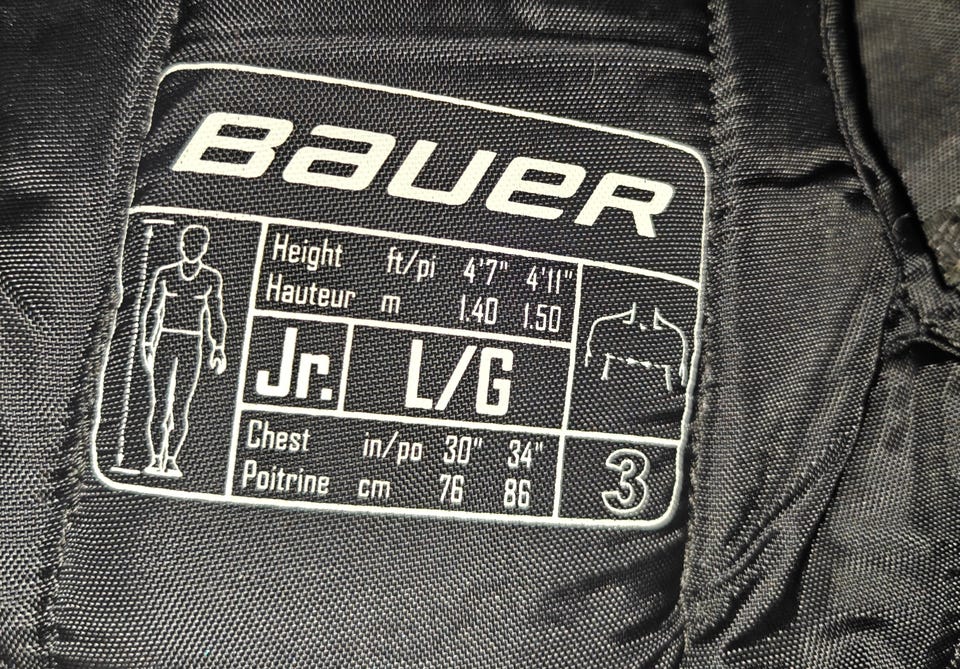 BAUER
Height ft/pi 4'7" 4'11"
Hauteur m 1.40 1.50
Jr. L/G
Chest in/po 30" 34"
Poitrine cm 76 86
3